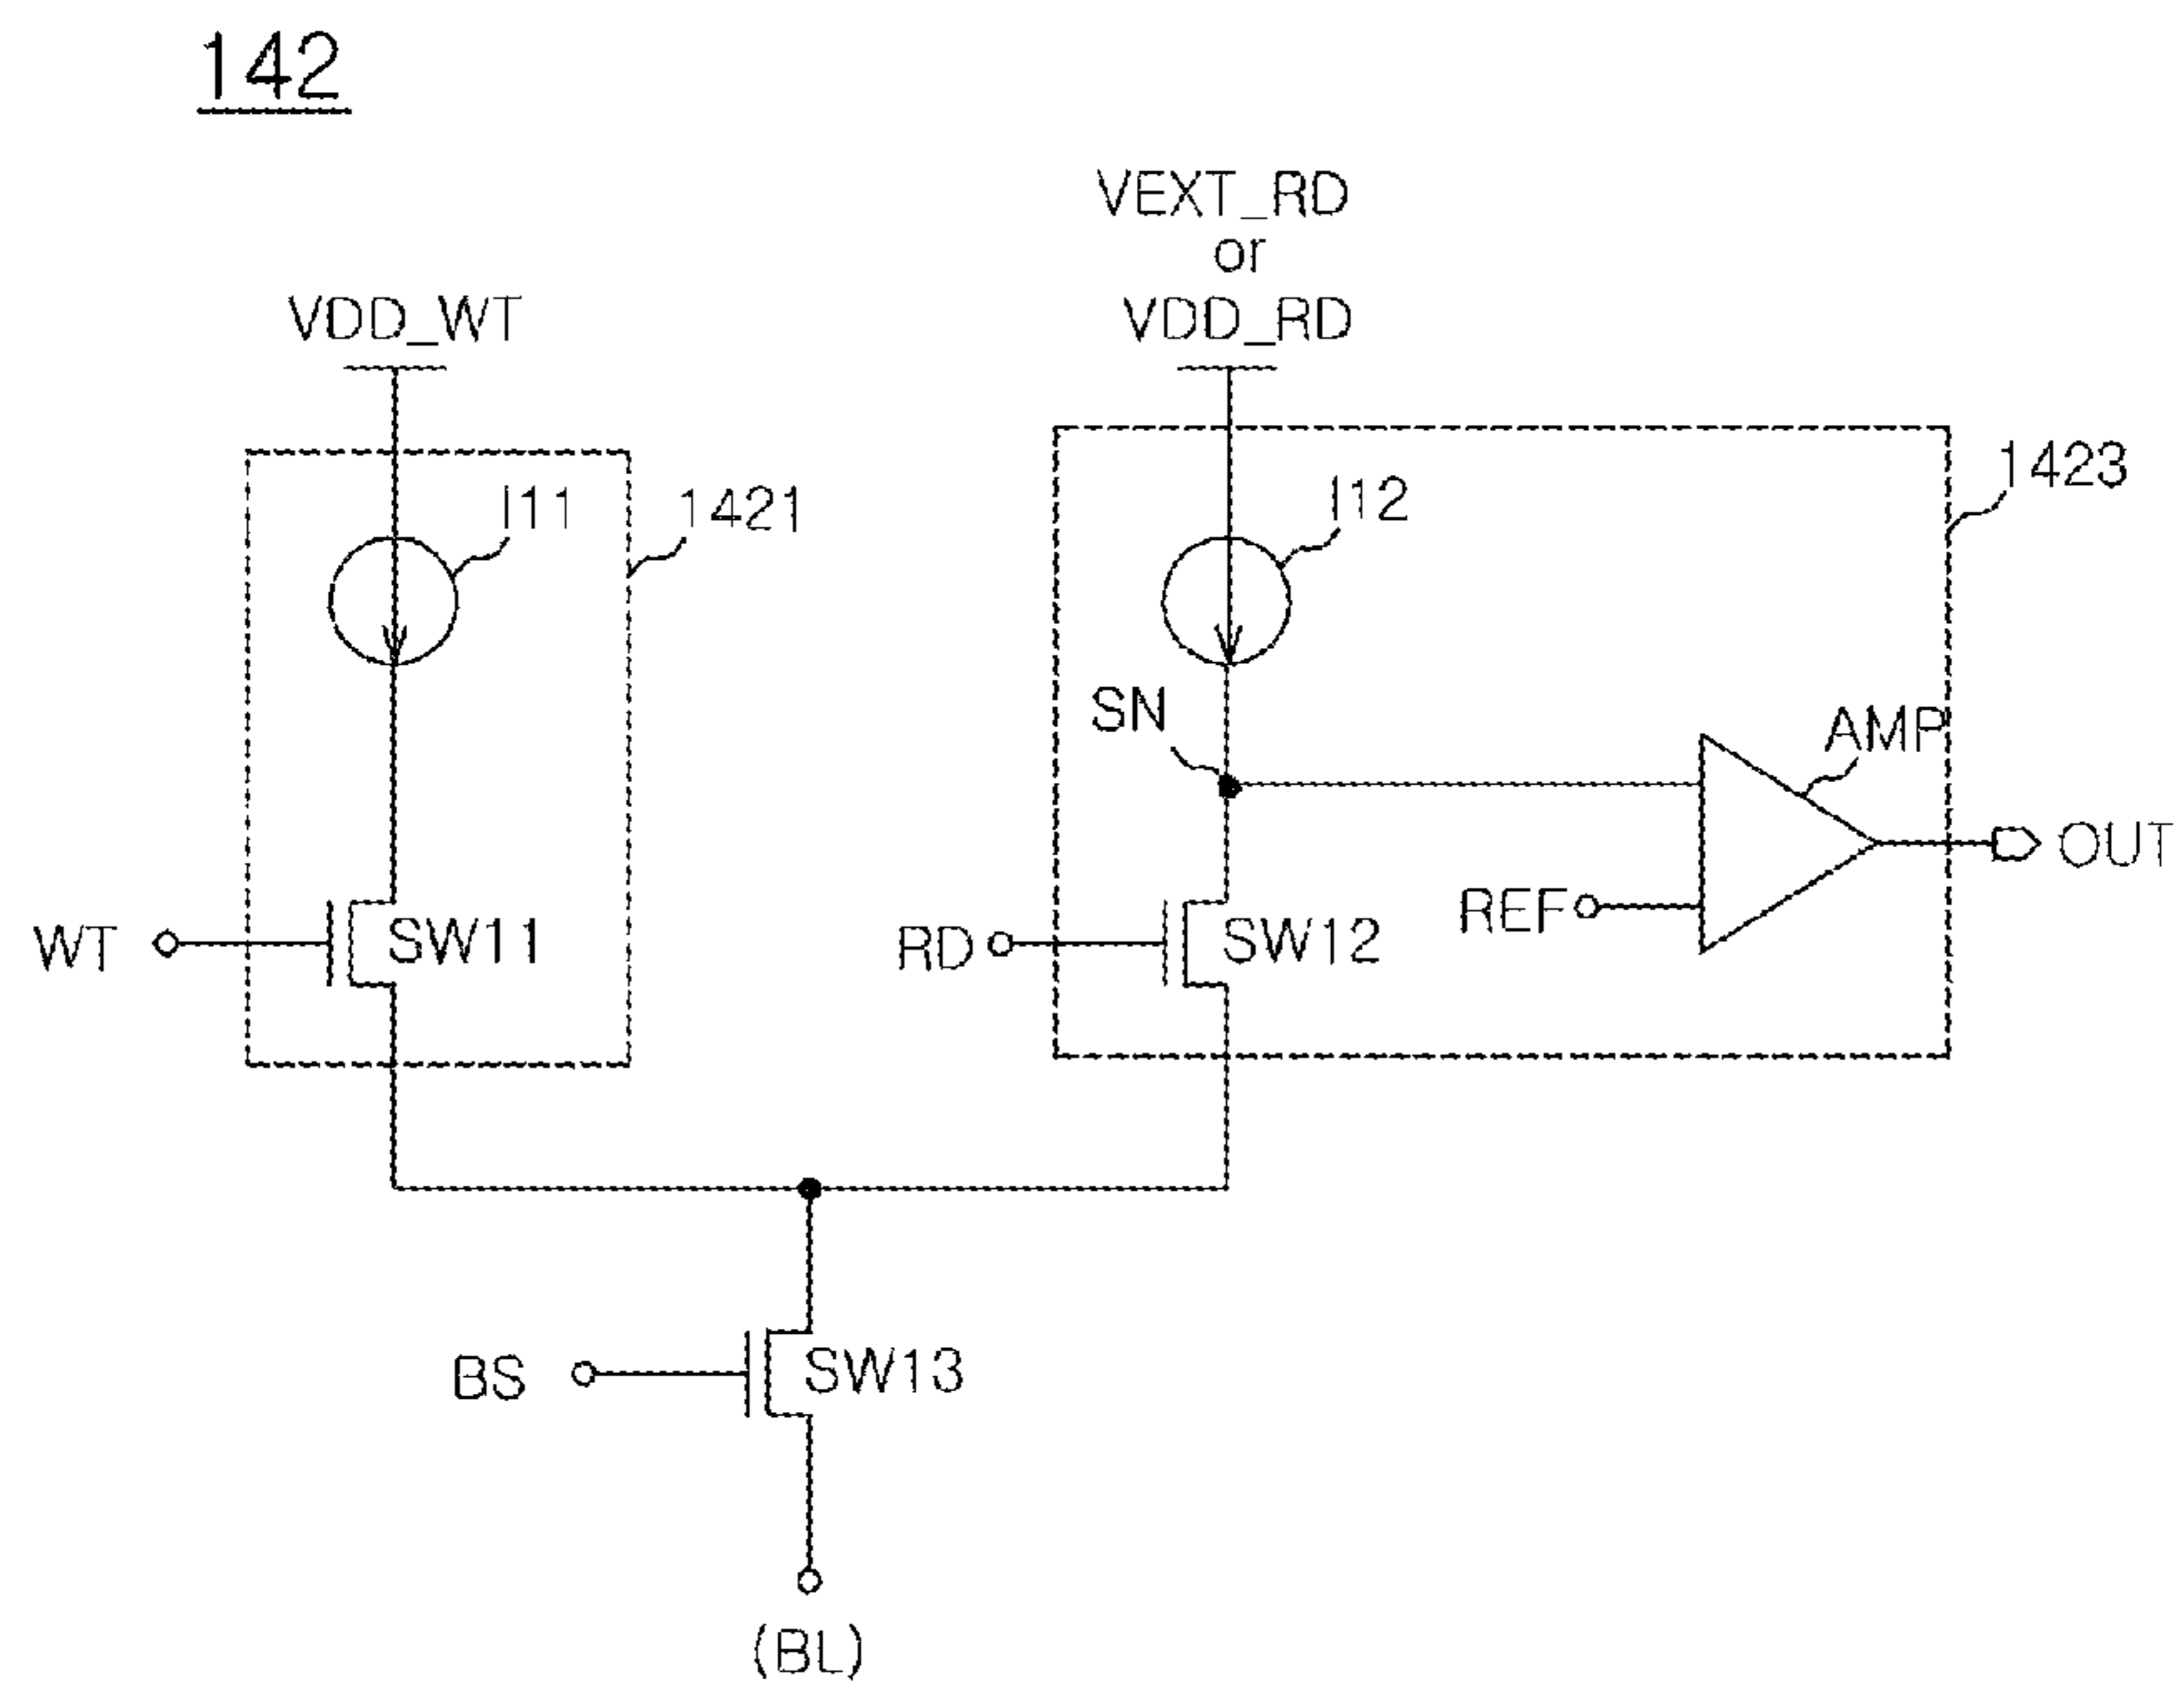 142
VEXT_RD
or
VDD_RD
VDD_WT
I11
1421
I12
1423
SN
AMP
OUT
REF
WT
SW11
RD
SW12
BS
SW13
(BL)